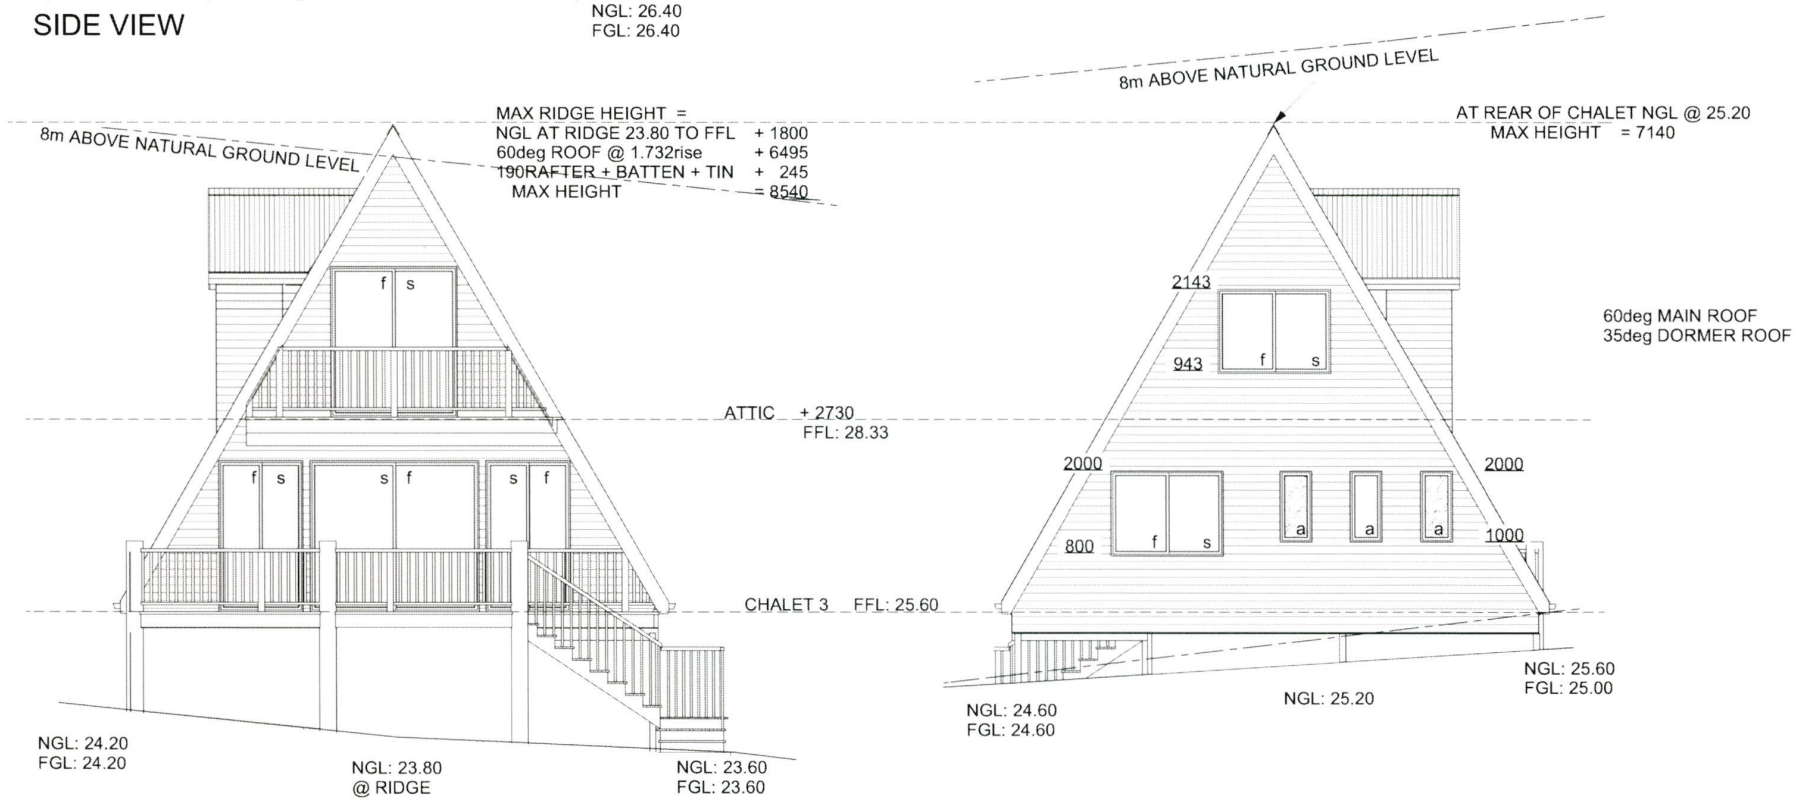 NGL: 26.40
FGL: 26.40
SIDE VIEW
8m ABOVE NATURAL GROUND LEVEL
MAX RIDGE HEIGHT =
NGL AT RIDGE 23.80 TO FFL + 1800
60deg ROOF @ 1.732rise + 6495
190RAFTER + BATTEN + TIN + 245
MAX HEIGHT = 8540
f s
ATTIC + 2730
FFL: 28.33
f s
s f
s f
CHALET 3 FFL: 25.60
NGL: 24.20
FGL: 24.20
NGL: 23.80
@ RIDGE
NGL: 23.60
FGL: 23.60
8m ABOVE NATURAL GROUND LEVEL
AT REAR OF CHALET NGL @ 25.20
MAX HEIGHT = 7140
2143
943
f s
60deg MAIN ROOF
35deg DORMER ROOF
2000
800
f s
a a a
2000
1000
NGL: 24.60
FGL: 24.60
NGL: 25.20
NGL: 25.60
FGL: 25.00